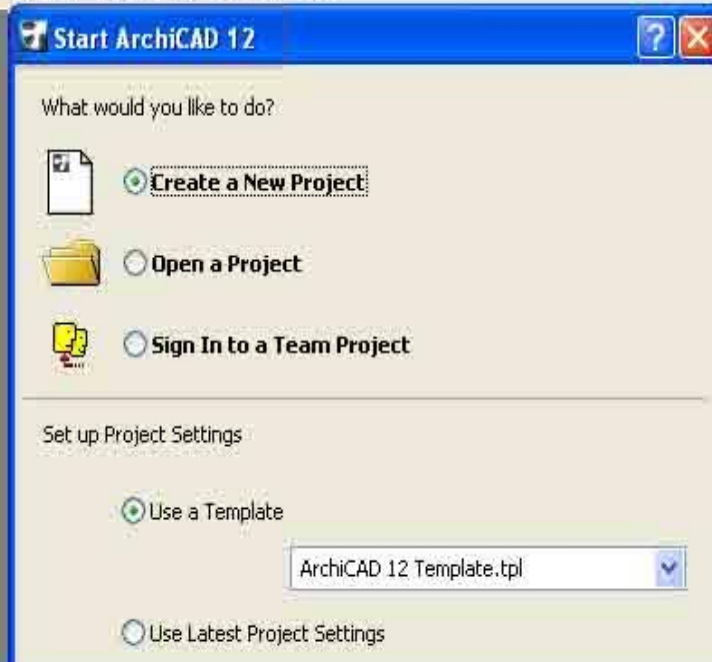 Start ArchiCAD 12
What would you like to do?
Create a New Project
Open a Project
Sign In to a Team Project
Set up Project Settings
Use a Template
ArchiCAD 12 Template.tpl
Use Latest Project Settings